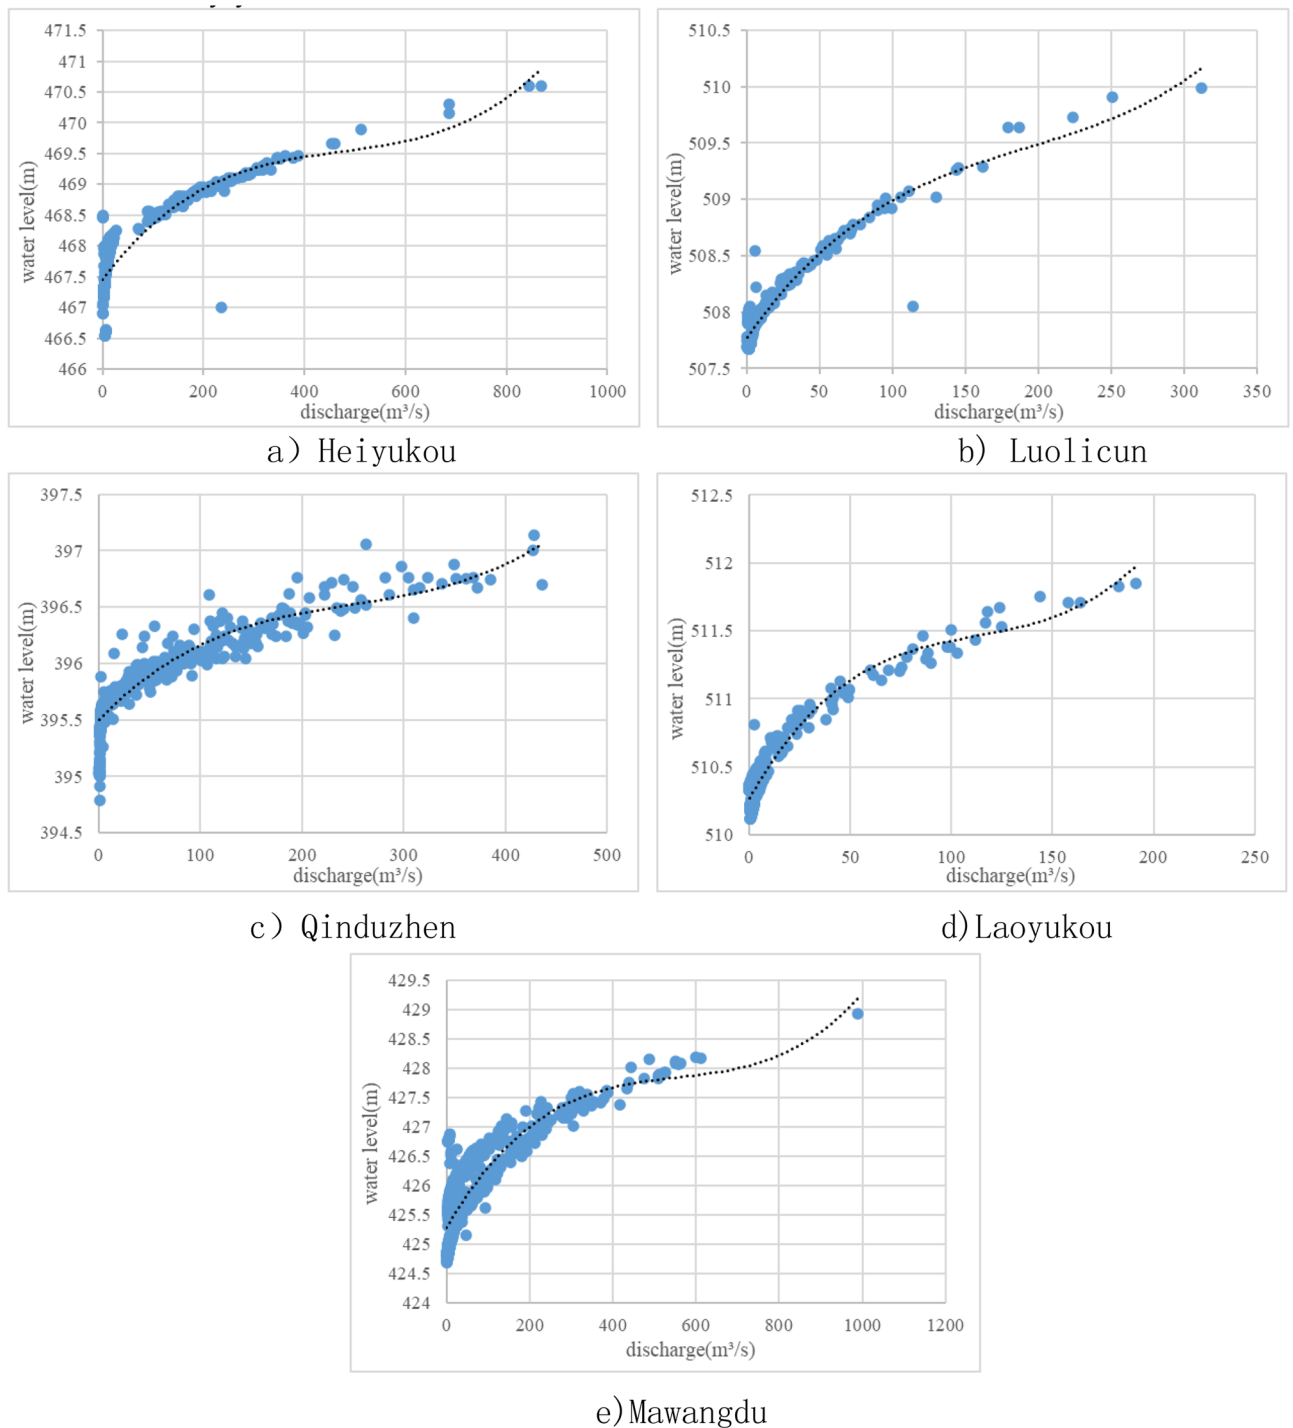 471.5
471
470.5
470
469.5
469
468.5
468
467.5
467
466.5
466
water level(m)
0 200 400 600 800 1000
discharge(m³/s)
a) Heiyukou
510.5
510
509.5
509
508.5
508
507.5
water level(m)
0 50 100 150 200 250 300 350
discharge(m³/s)
b) Luolicun
397.5
397
396.5
396
395.5
395
394.5
water level(m)
0 100 200 300 400 500
discharge(m³/s)
c) Qinduzhen
512.5
512
511.5
511
510.5
510
water level(m)
0 50 100 150 200 250
discharge(m³/s)
d)Laoyukou
429.5
429
428.5
428
427.5
427
426.5
426
425.5
425
424.5
424
water level(m)
0 200 400 600 800 1000 1200
discharge(m³/s)
e)Mawangdu